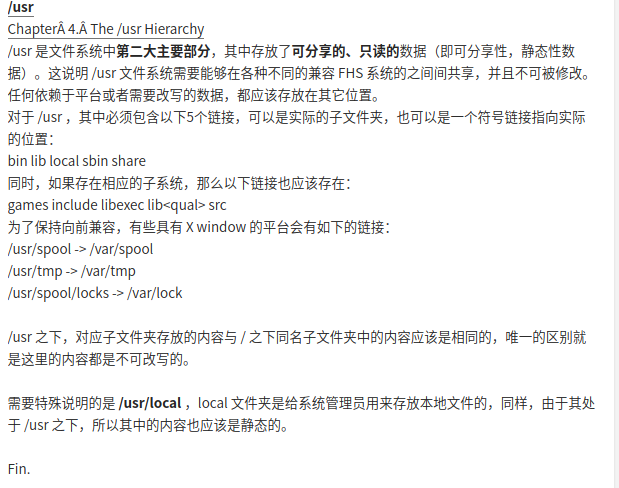 /usr
ChapterÂ 4.Â The /usr Hierarchy
/usr 是文件系统中第二大主要部分，其中存放了可分享的、只读的数据（即可分享性，静态性数
据）。这说明 /usr 文件系统需要能够在各种不同的兼容 FHS 系统的之间间共享，并且不可被修改。
任何依赖于平台或者需要改写的数据，都应该存放在其它位置。
对于 /usr ，其中必须包含以下5个链接，可以是实际的子文件夹，也可以是一个符号链接指向实际
的位置：
bin lib local sbin share
同时，如果存在相应的子系统，那么以下链接也应该存在：
games include libexec lib<qual> src
为了保持向前兼容，有些具有 X window 的平台会有如下的链接：
/usr/spool -> /var/spool
/usr/tmp -> /var/tmp
/usr/spool/locks -> /var/lock
/usr 之下，对应子文件夹存放的内容与 / 之下同名子文件夹中的内容应该是相同的，唯一的区别就
是这里的内容都是不可改写的。
需要特殊说明的是 /usr/local ，local 文件夹是给系统管理员用来存放本地文件的，同样，由于其处
于 /usr 之下，所以其中的内容也应该是静态的。
Fin.